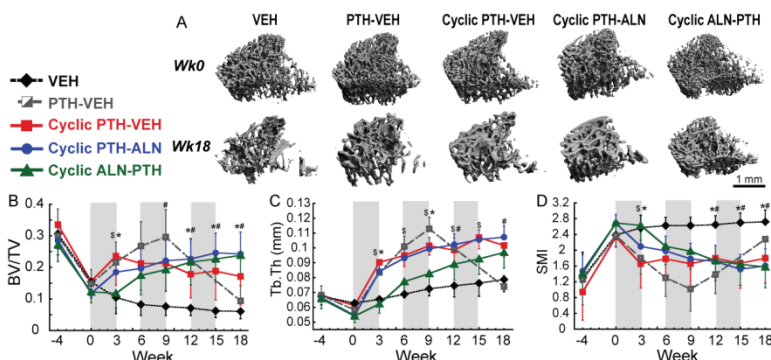 A
VEH PTH-VEH Cyclic PTH-VEH Cyclic PTH-ALN Cyclic ALN-PTH
Wk0
Wk18
1 mm
VEH
PTH-VEH
Cyclic PTH-VEH
Cyclic PTH-ALN
Cyclic ALN-PTH
B
BV/TV
0.4
0.3
0.2
0.1
0
$ * # *# *# *#
-4 0 3 6 9 12 15 18
Week
C
Tb.Th (mm)
0.12
0.11
0.1
0.09
0.08
0.07
0.06
0.05
$* $ # $# $ #
-4 0 3 6 9 12 15 18
Week
D
SMI
4.0
3.6
3.2
2.8
2.4
2.0
1.6
1.2
0.8
0.4
0
$ * *# *# *#
-4 0 3 6 9 12 15 18
Week